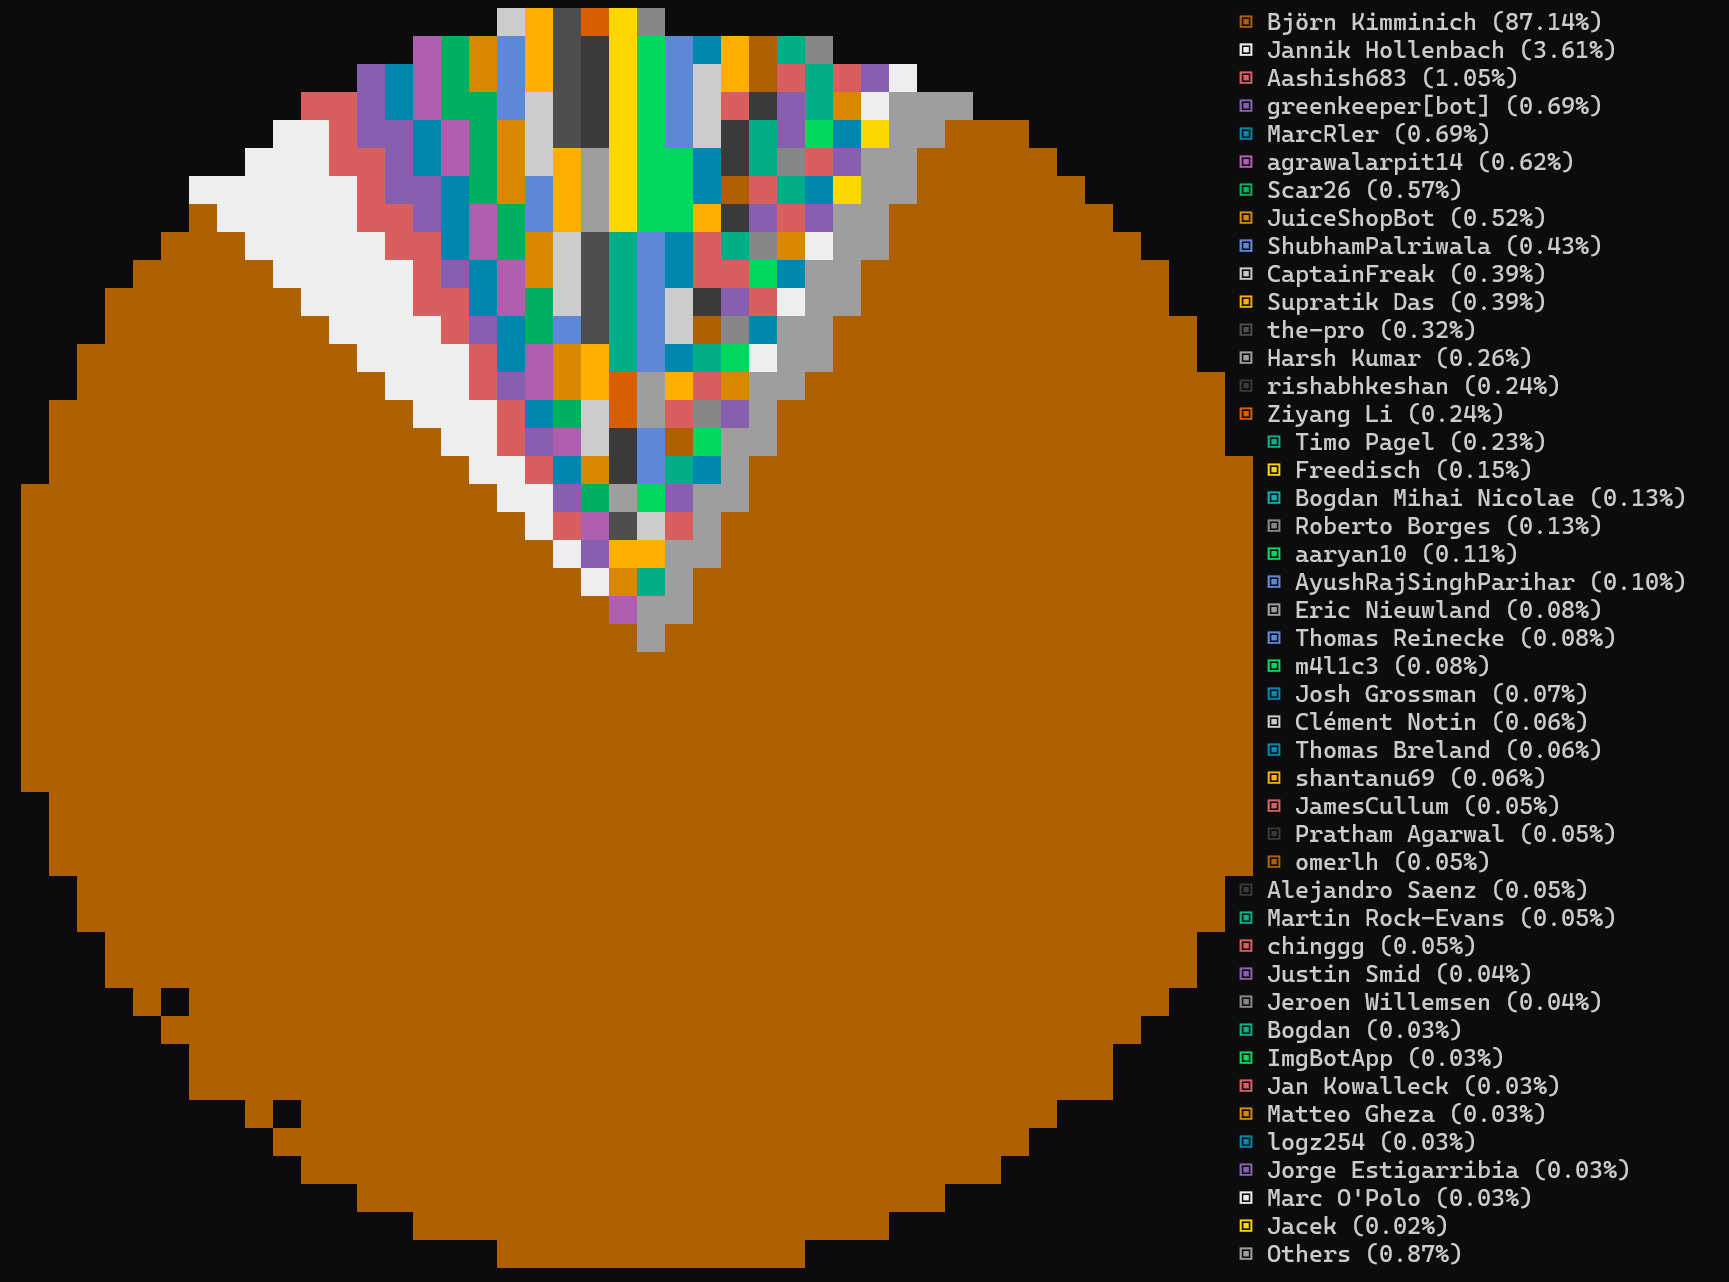 Björn Kimminich (87.14%)
Jannik Hollenbach (3.61%)
Aashish683 (1.05%)
greenkeeper[bot] (0.69%)
MarcRler (0.69%)
agrawalarpit14 (0.62%)
Scar26 (0.57%)
JuiceShopBot (0.52%)
ShubhamPalriwala (0.43%)
CaptainFreak (0.39%)
Supratik Das (0.39%)
the-pro (0.32%)
Harsh Kumar (0.26%)
rishabhkeshan (0.24%)
Ziyang Li (0.24%)
Timo Pagel (0.23%)
Freedisch (0.15%)
Bogdan Mihai Nicolae (0.13%)
Roberto Borges (0.13%)
aaryan10 (0.11%)
AyushRajSinghParihar (0.10%)
Eric Nieuwland (0.08%)
Thomas Reinecke (0.08%)
m4l1c3 (0.08%)
Josh Grossman (0.07%)
Clément Notin (0.06%)
Thomas Breland (0.06%)
shantanu69 (0.06%)
JamesCullum (0.05%)
Pratham Agarwal (0.05%)
omerlh (0.05%)
Alejandro Saenz (0.05%)
Martin Rock-Evans (0.05%)
chinggg (0.05%)
Justin Smid (0.04%)
Jeroen Willemsen (0.04%)
Bogdan (0.03%)
ImgBotApp (0.03%)
Jan Kowalleck (0.03%)
Matteo Gheza (0.03%)
logz254 (0.03%)
Jorge Estigarribia (0.03%)
Marc O'Polo (0.03%)
Jacek (0.02%)
Others (0.87%)